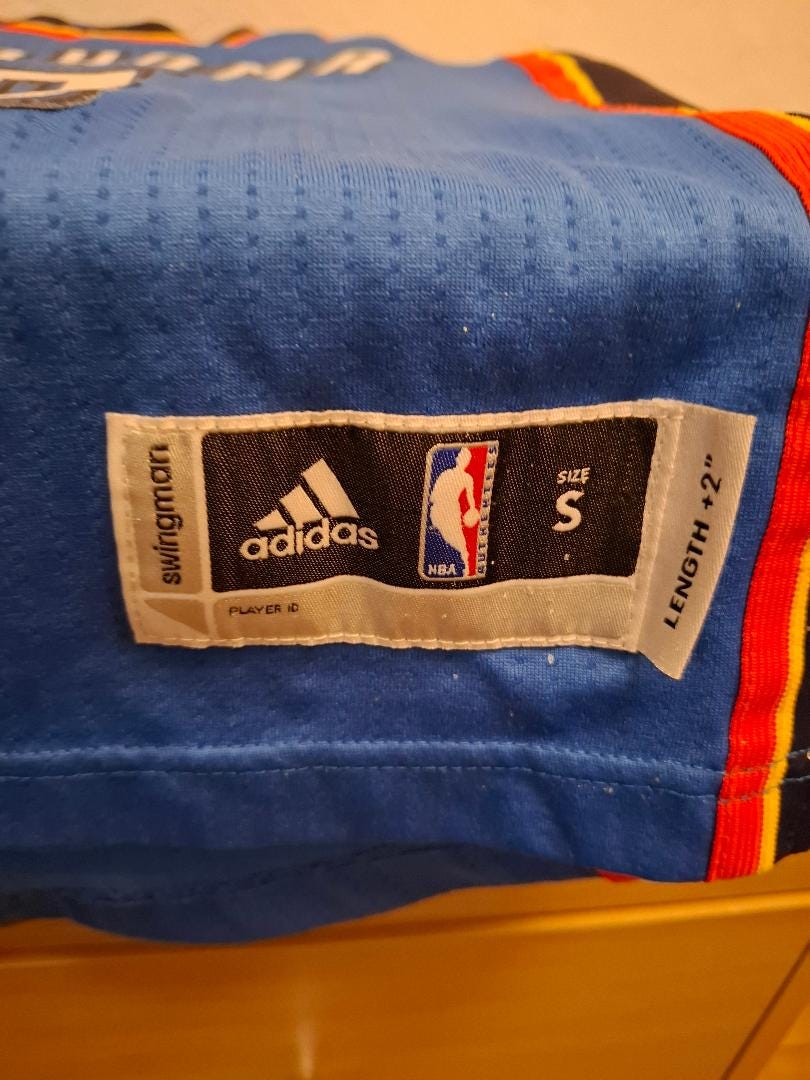 swingman
adidas
NBA
AUTHENTICS
SIZE
S
PLAYER ID
LENGTH +2"